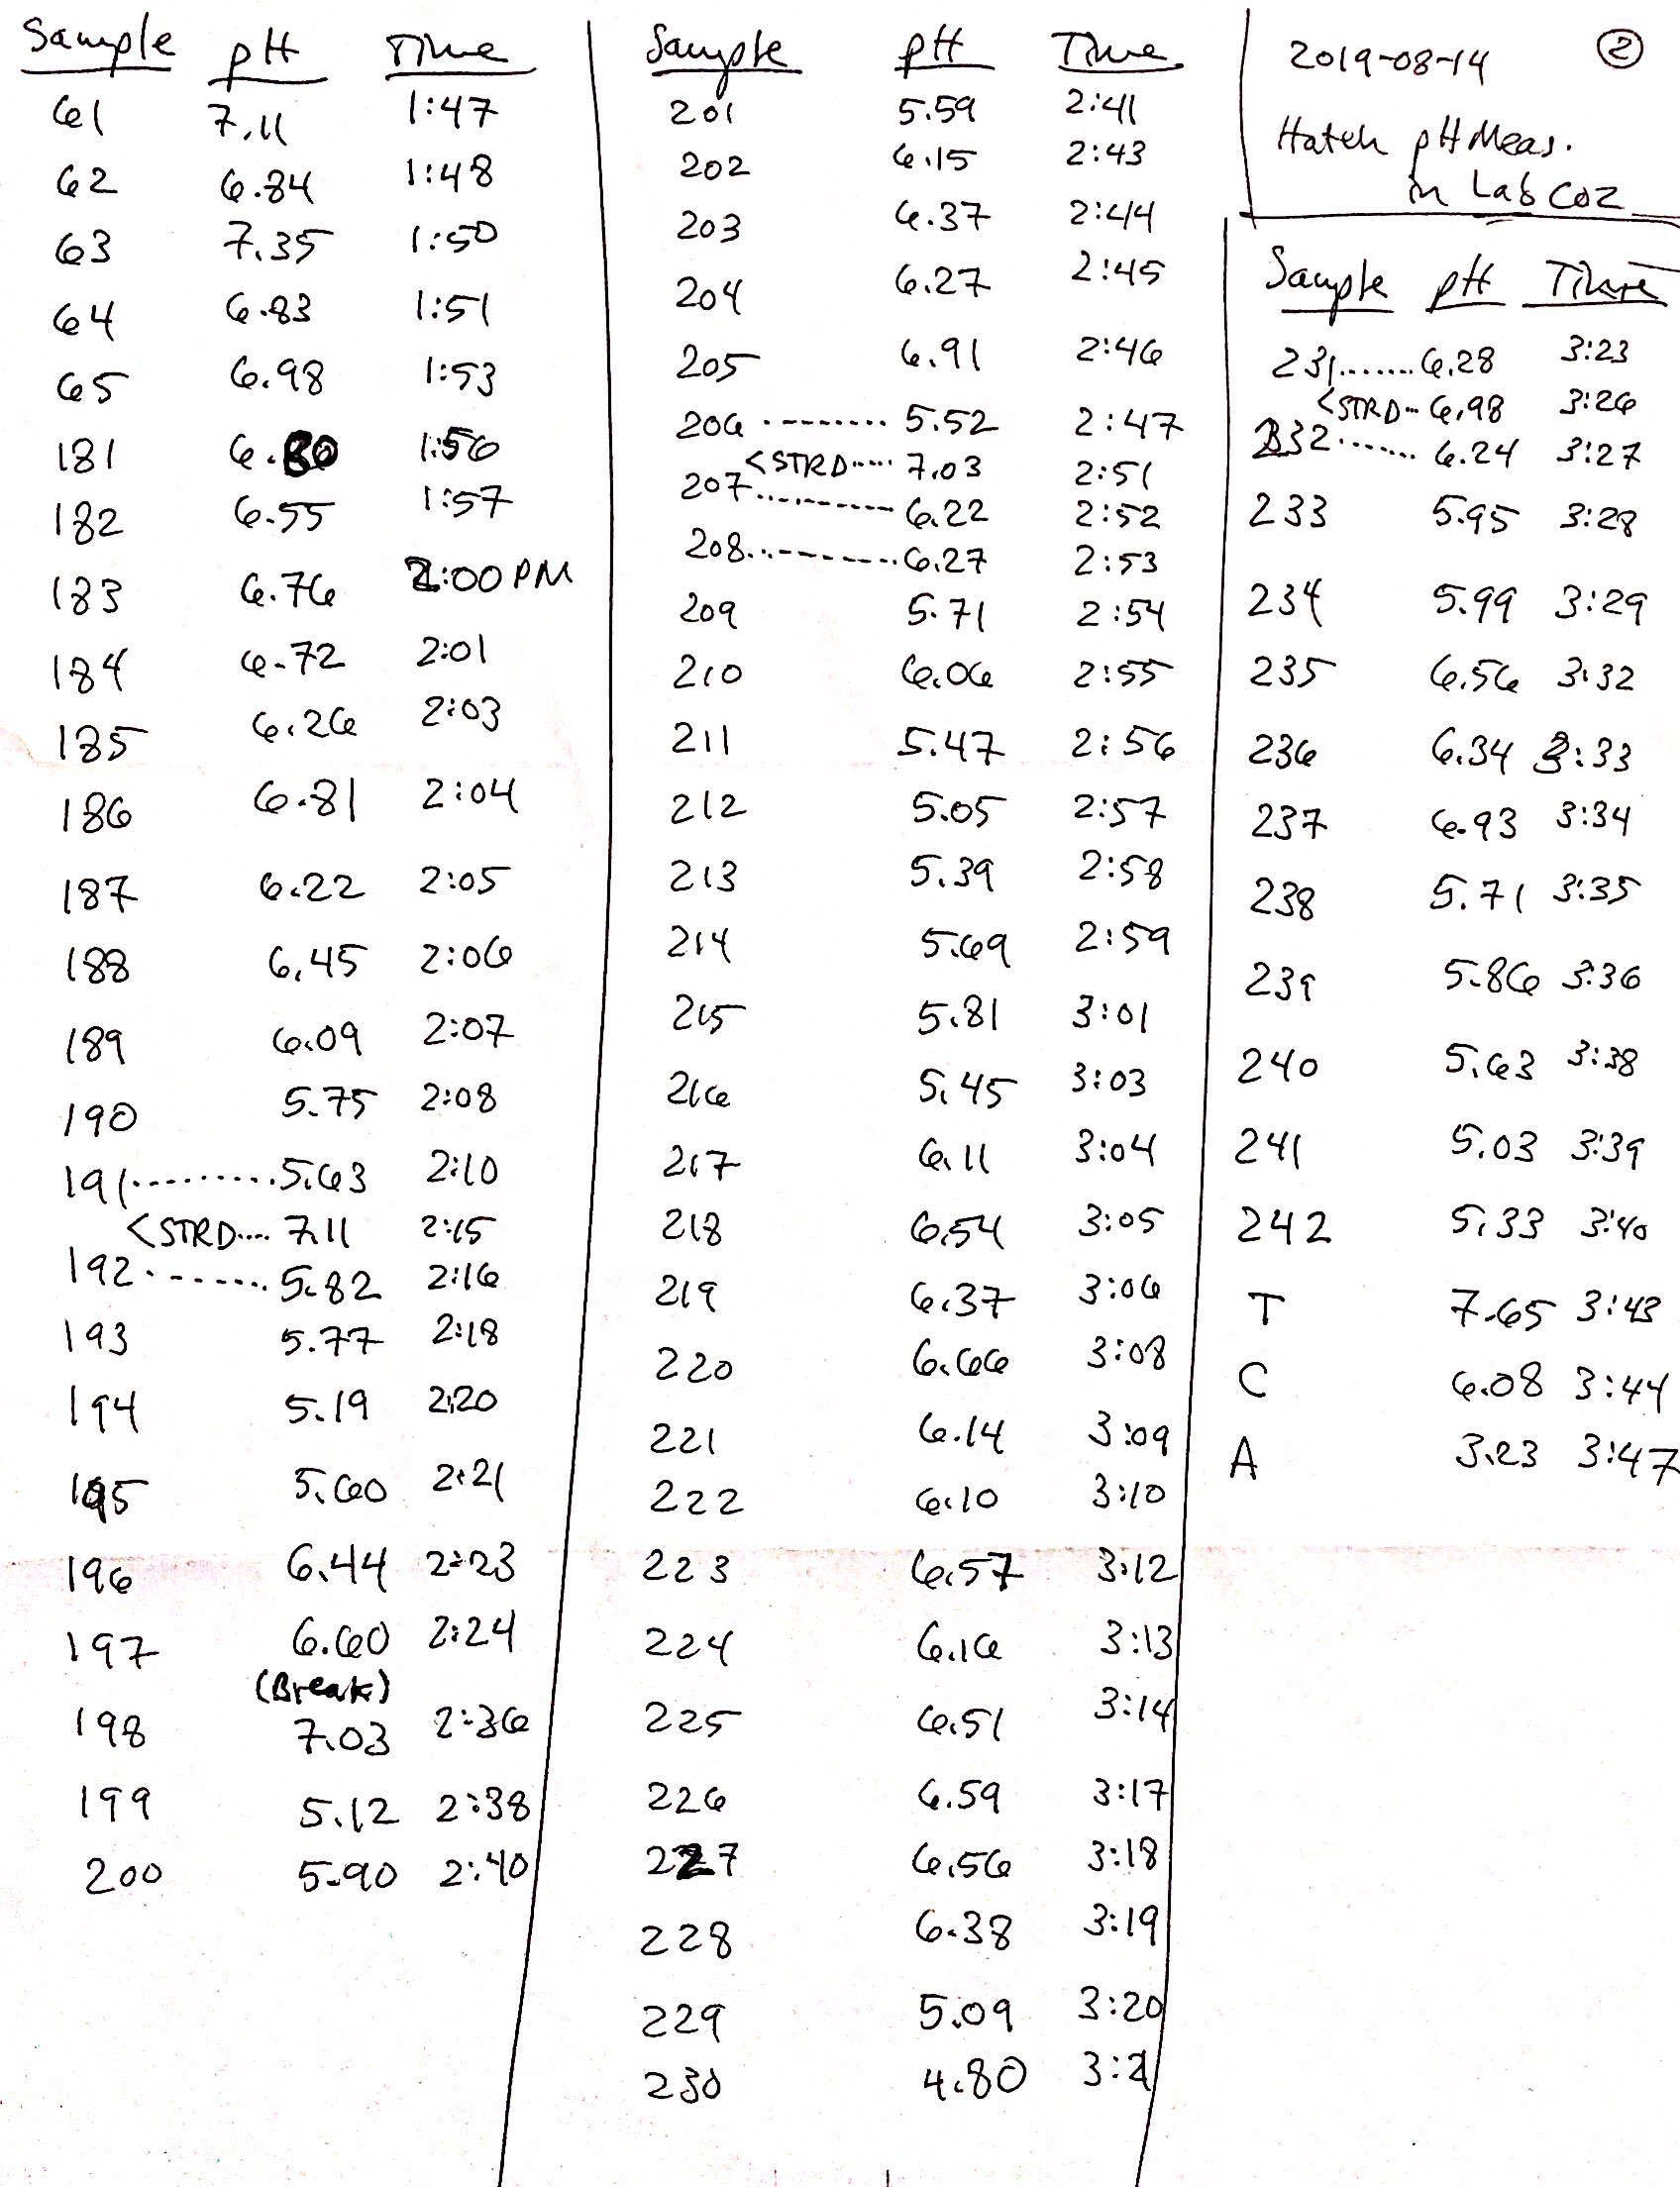 Sample pH Time
61 7.11 1:47
62 6.84 1:48
63 7.35 1:50
64 6.83 1:51
65 6.98 1:53
181 6.80 1:56
182 6.55 1:57
183 6.76 2:00 PM
184 6.72 2:01
185 6.26 2:03
186 6.81 2:04
187 6.22 2:05
188 6.45 2:06
189 6.09 2:07
190 5.75 2:08
191.........5.63 2:10
<STRD.... 7.11 2:15
192.......5.82 2:16
193 5.77 2:18
194 5.19 2:20
195 5.60 2:21
196 6.44 2:23
197 6.60 2:24
(Break)
198 7.03 2:36
199 5.12 2:38
200 5.90 2:40
Sample pH Time
201 5.59 2:41
202 6.15 2:43
203 6.37 2:44
204 6.27 2:45
205 6.91 2:46
206 ........ 5.52 2:47
<STRD..... 7.03 2:51
207.......... 6.22 2:52
208..........6.27 2:53
209 5.71 2:54
210 6.06 2:55
211 5.47 2:56
212 5.05 2:57
213 5.39 2:58
214 5.69 2:59
215 5.81 3:01
216 5.45 3:03
217 6.11 3:04
218 6.54 3:05
219 6.37 3:06
220 6.66 3:08
221 6.14 3:09
222 6.10 3:10
223 6.57 3:12
224 6.16 3:13
225 6.51 3:14
226 6.59 3:17
227 6.56 3:18
228 6.38 3:19
229 5.09 3:20
230 4.80 3:21
2019-08-14 ②
Hatch pH Meas.
in Lab CO2
Sample pH Time
231.......6.28 3:23
<STRD... 6.98 3:26
232....... 6.24 3:27
233 5.95 3:28
234 5.99 3:29
235 6.56 3:32
236 6.34 3:33
237 6.93 3:34
238 5.71 3:35
239 5.86 3:36
240 5.63 3:38
241 5.03 3:39
242 5.33 3:40
T 7.65 3:43
C 6.08 3:44
A 3.23 3:47